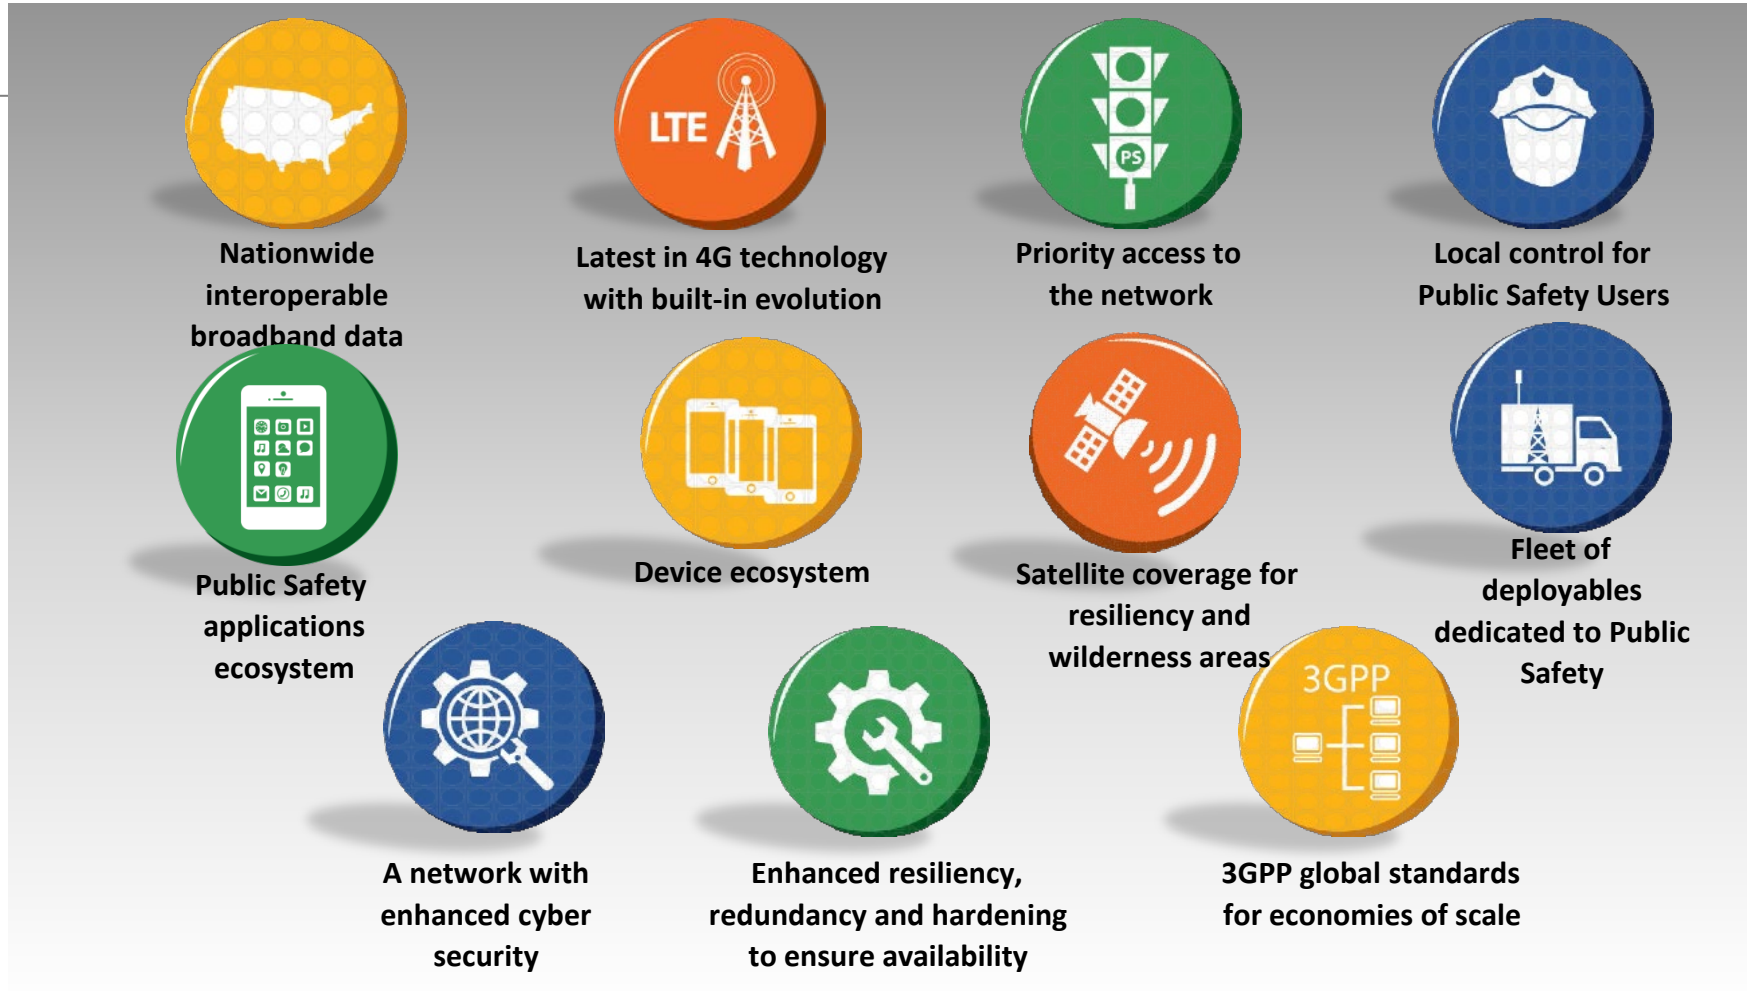 LTE
PS
Nationwide
interoperable
broadband data
Latest in 4G technology
with built-in evolution
Priority access to
the network
Local control for
Public Safety Users
Public Safety
applications
ecosystem
Device ecosystem
Satellite coverage for
resiliency and
wilderness areas
Fleet of
deployables
dedicated to Public
Safety
3GPP
A network with
enhanced cyber
security
Enhanced resiliency,
redundancy and hardening
to ensure availability
3GPP global standards
for economies of scale